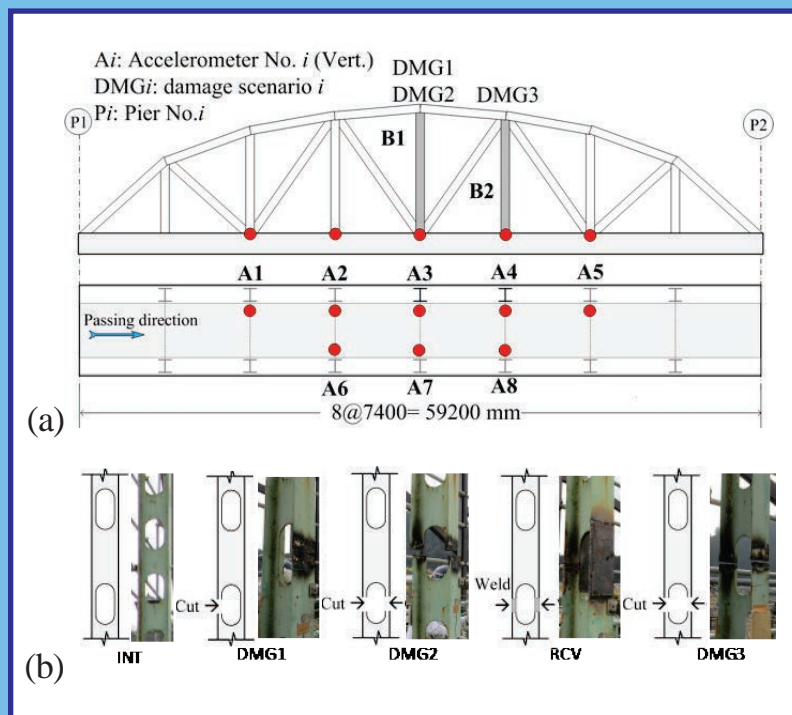 Ai: Accelerometer No. i (Vert.)
DMGi: damage scenario i
Pi: Pier No.i
DMG1
DMG2 DMG3
P1 P2
B1
B2
A1 A2 A3 A4 A5
Passing direction
A6 A7 A8
(a)
8@7400= 59200 mm
Cut Cut Weld Cut
(b)
INT DMG1 DMG2 RCV DMG3